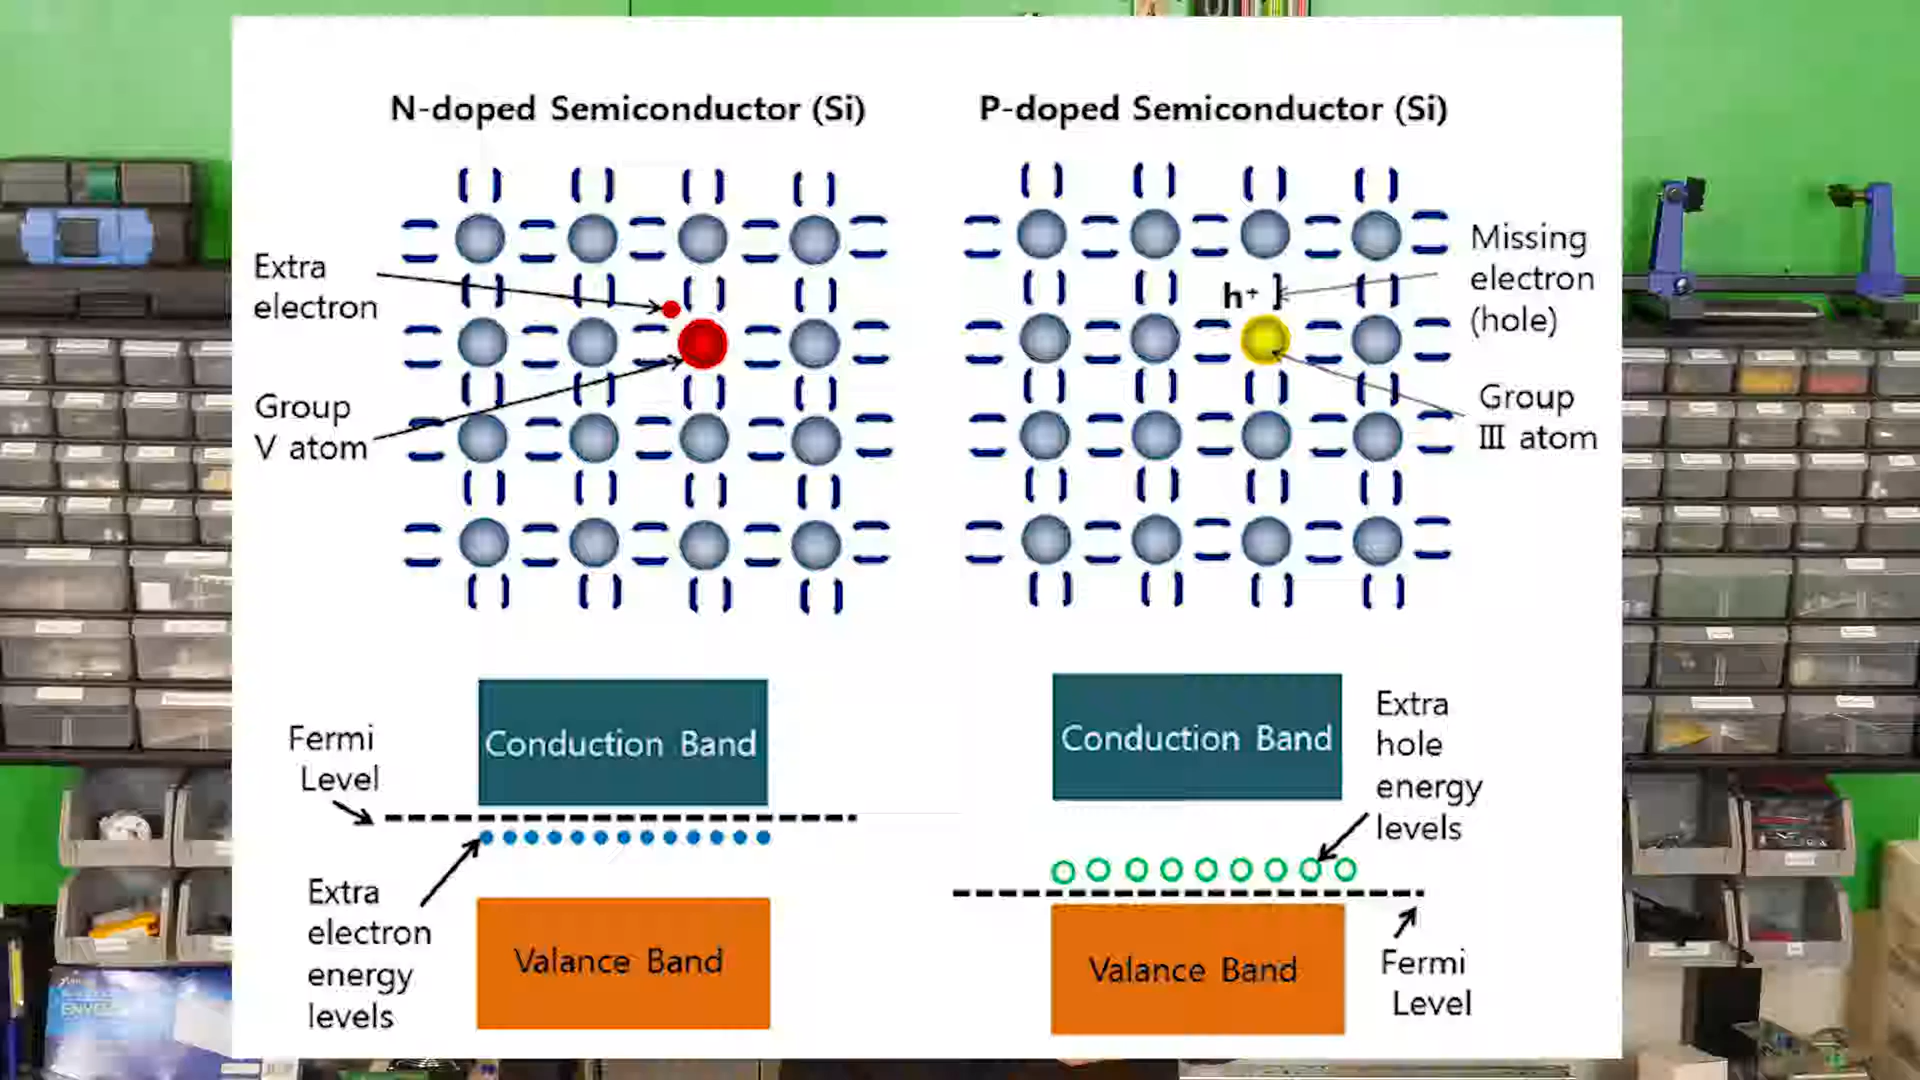 N-doped Semiconductor (Si)
Extra
electron
Group
V atom
P-doped Semiconductor (Si)
h⁺
Missing
electron
(hole)
Group
Ⅲ atom
Fermi
Level
Conduction Band
Extra
electron
energy
levels
Valance Band
Conduction Band
Extra
hole
energy
levels
Valance Band
Fermi
Level
ENVEL